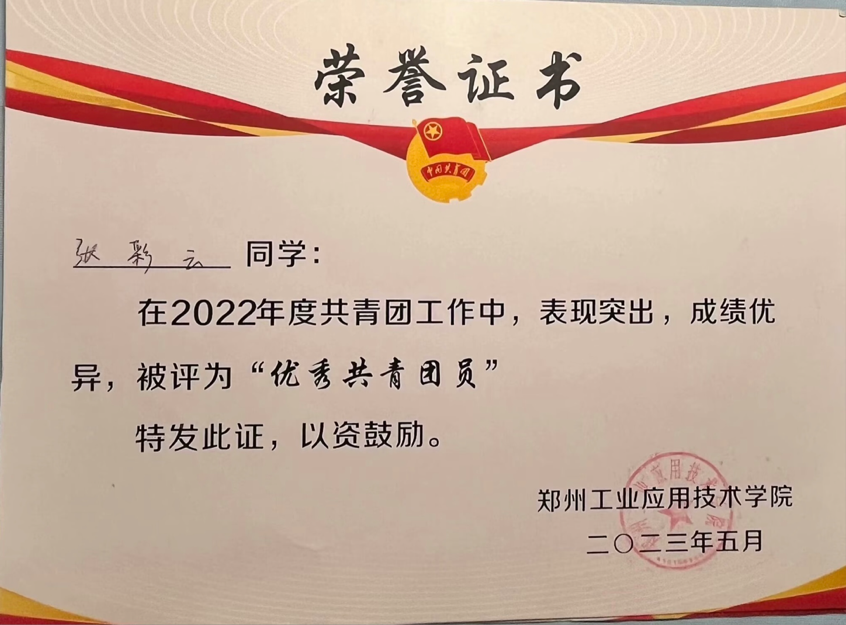 荣誉证书
中国共青团
张彩云 同学：
在2022年度共青团工作中，表现突出，成绩优
异，被评为“优秀共青团员”
特发此证，以资鼓励。
郑州工业应用技术学院
二〇二三年五月